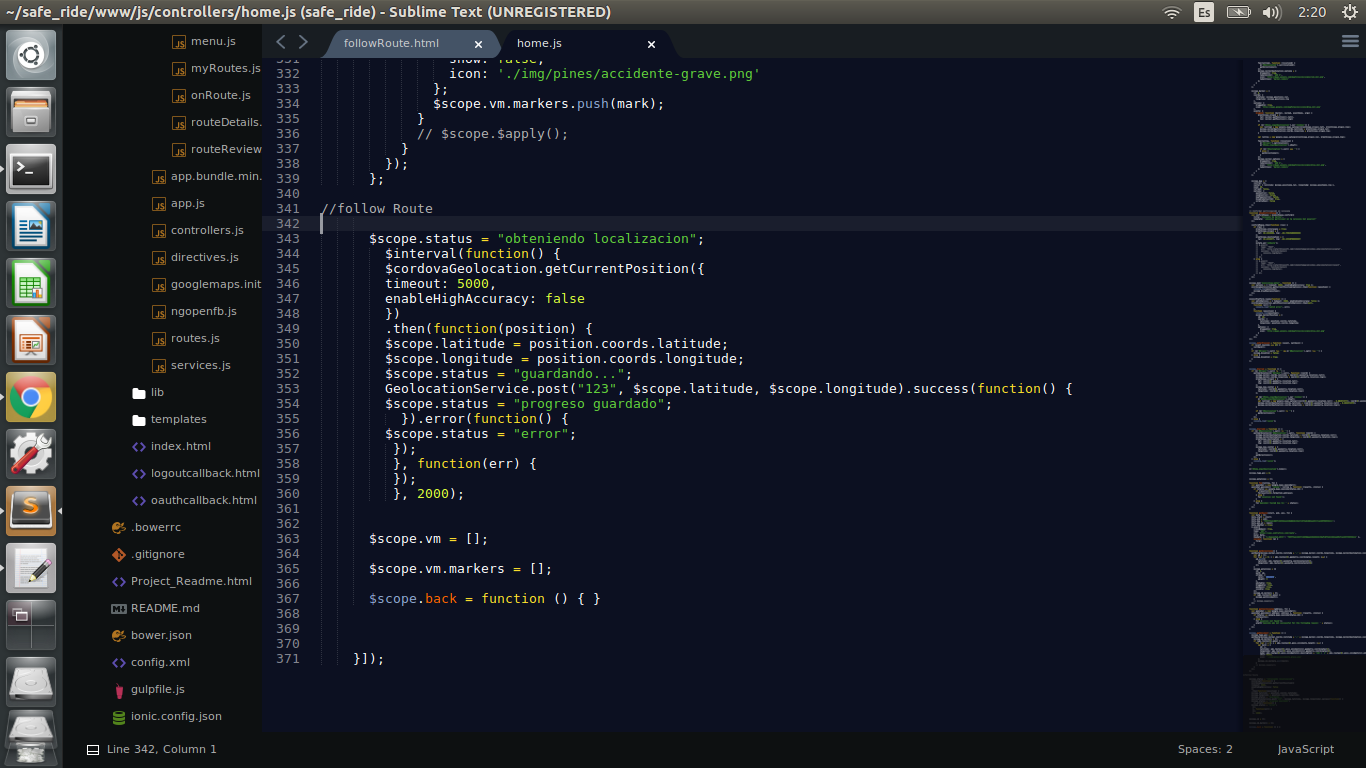 ~/safe_ride/www/js/controllers/home.js (safe_ride) - Sublime Text (UNREGISTERED)
Es
2:20
menu.js
myRoutes.js
onRoute.js
routeDetails.
routeReview
app.bundle.min.
app.js
controllers.js
directives.js
googlemaps.init
ngopenfb.js
routes.js
services.js
lib
templates
index.html
logoutcallback.html
oauthcallback.html
.bowerrc
.gitignore
Project_Readme.html
README.md
bower.json
config.xml
gulpfile.js
ionic.config.json
followRoute.html
home.js
331 show: false,
332 icon: './img/pines/accidente-grave.png'
333 };
334 $scope.vm.markers.push(mark);
335 }
336 // $scope.$apply();
337 }
338 });
339 };
340
341 //follow Route
342
343 $scope.status = "obteniendo localizacion";
344 $interval(function() {
345 $cordovaGeolocation.getCurrentPosition({
346 timeout: 5000,
347 enableHighAccuracy: false
348 })
349 .then(function(position) {
350 $scope.latitude = position.coords.latitude;
351 $scope.longitude = position.coords.longitude;
352 $scope.status = "guardando...";
353 GeolocationService.post("123", $scope.latitude, $scope.longitude).success(function() {
354 $scope.status = "progreso guardado";
355 }).error(function() {
356 $scope.status = "error";
357 });
358 }, function(err) {
359 });
360 }, 2000);
361
362
363 $scope.vm = [];
364
365 $scope.vm.markers = [];
366
367 $scope.back = function () { }
368
369
370
371 }]);
Line 342, Column 1
Spaces: 2
JavaScript